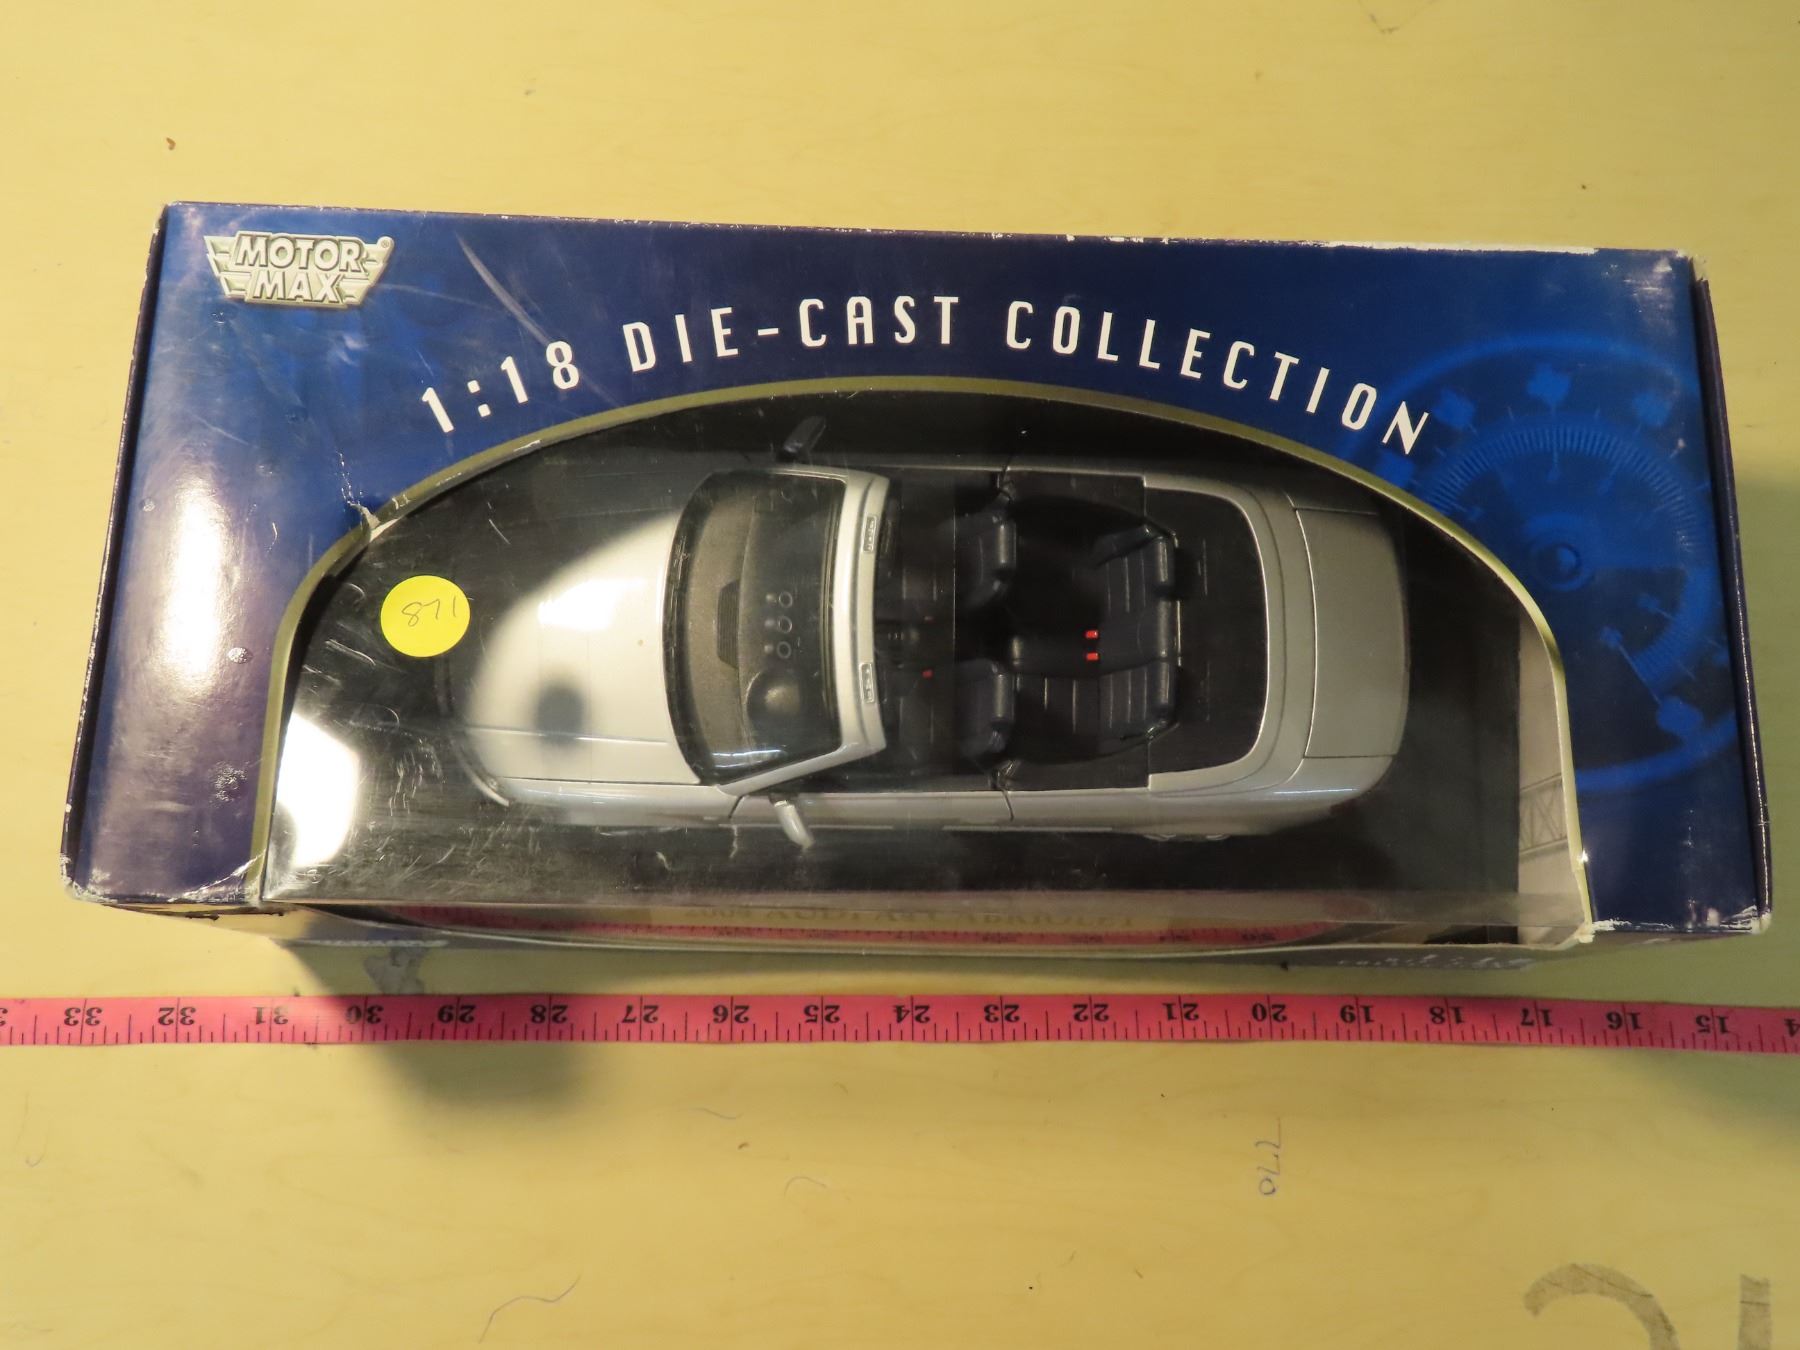 MOTOR
MAX
®
1:18 DIE-CAST COLLECTION
871
33 32 31 30 29 28 27 26 25 24 23 22 21 20 19 18 17 16 15